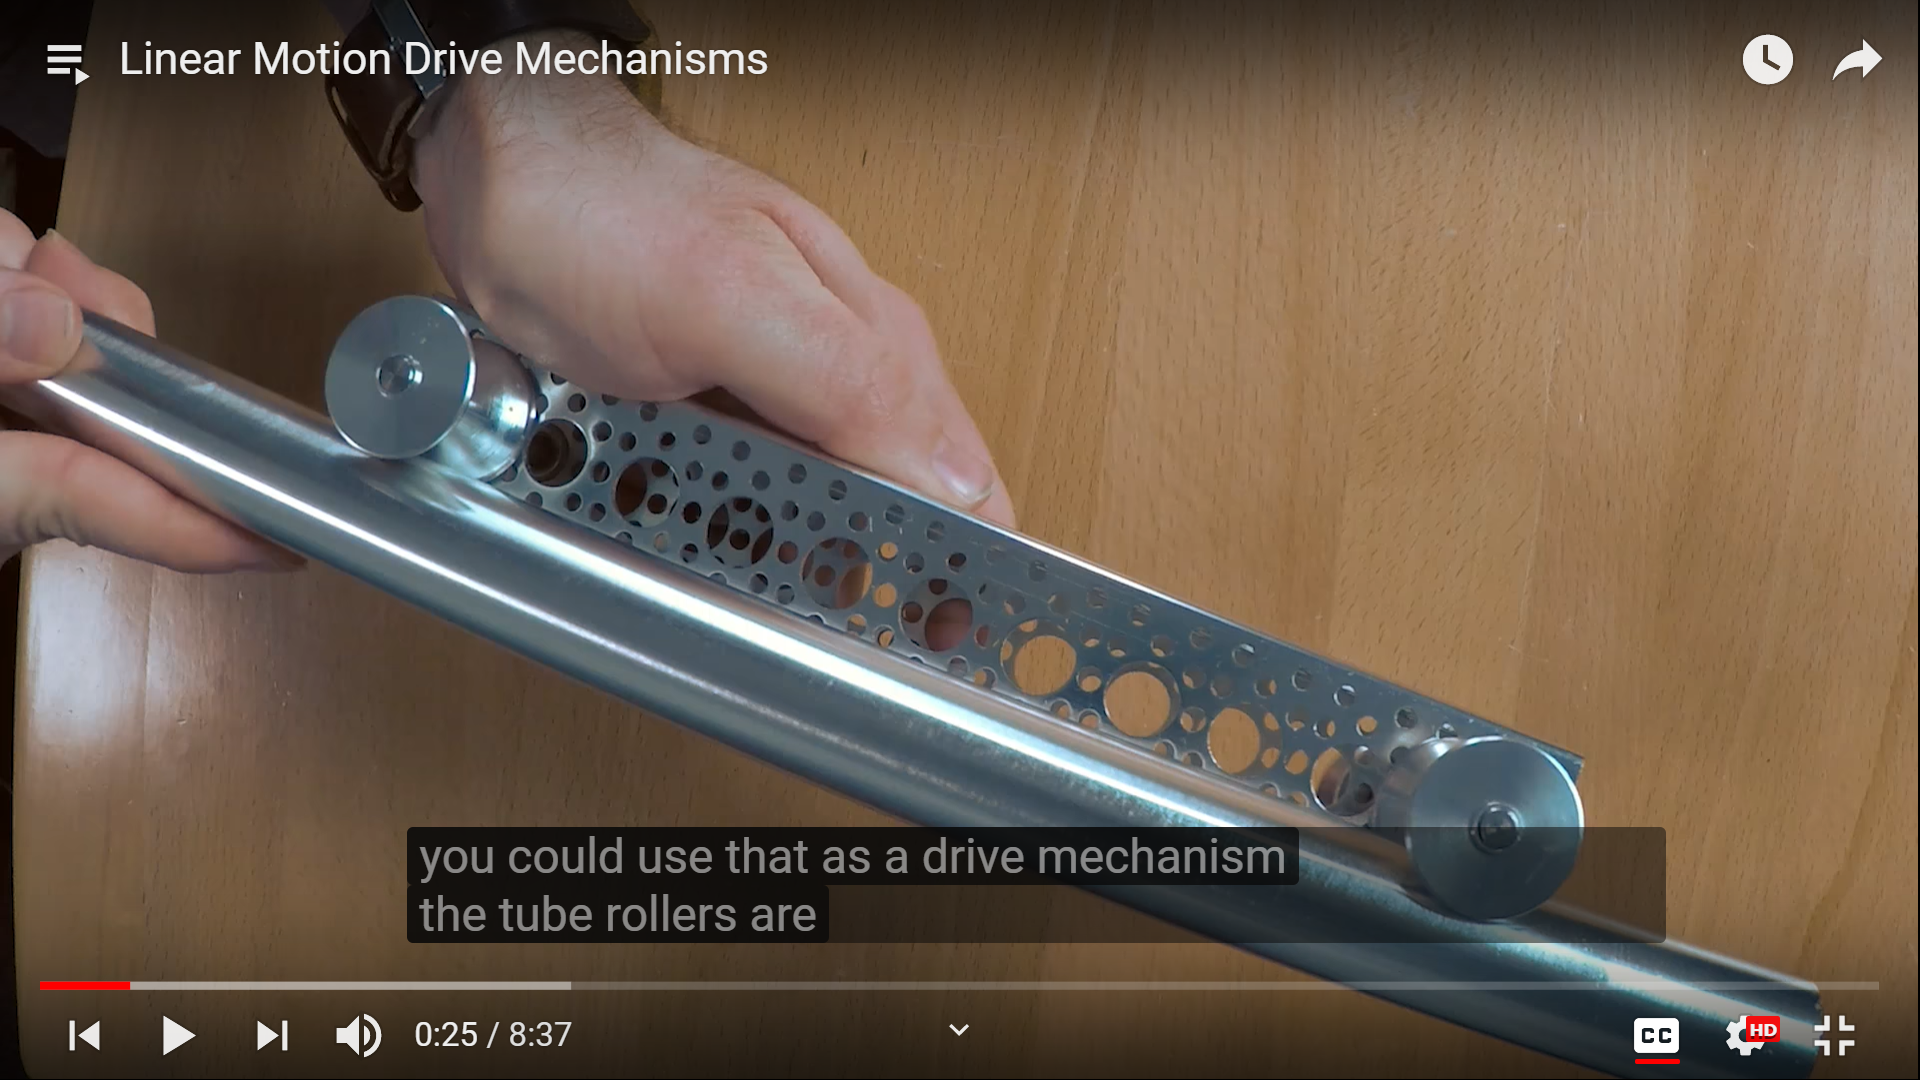 Linear Motion Drive Mechanisms
you could use that as a drive mechanism
the tube rollers are
0:25 / 8:37
CC
HD